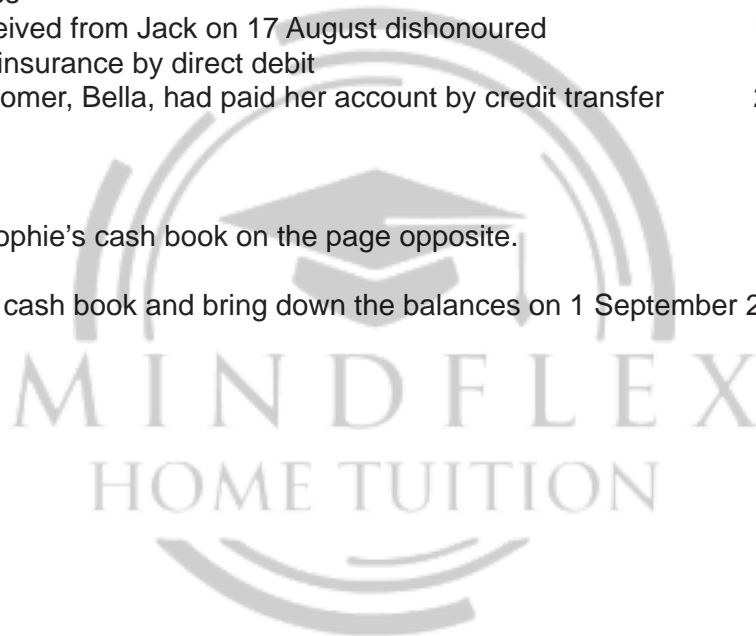 eived from Jack on 17 August dishonoured
insurance by direct debit
omer, Bella, had paid her account by credit transfer
ophie's cash book on the page opposite.
cash book and bring down the balances on 1 September 2
MINDFLEX
HOME TUITION